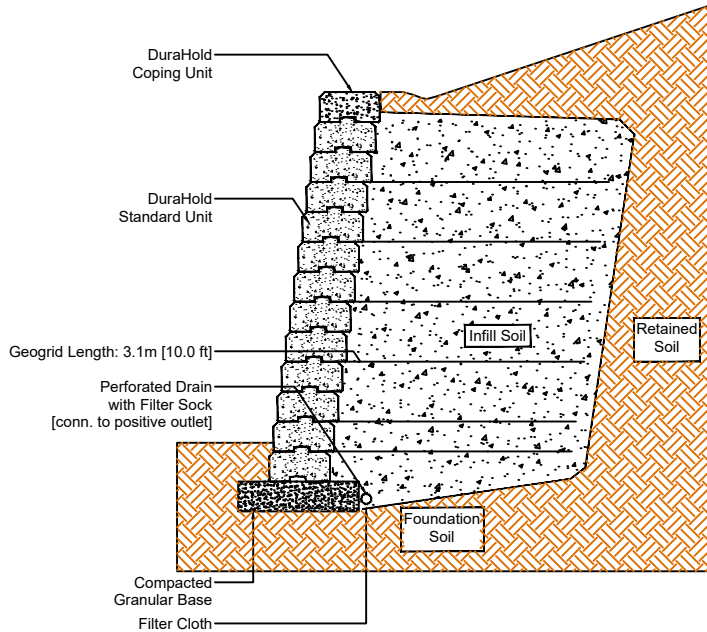 DuraHold
Coping Unit
DuraHold
Standard Unit
Infill Soil
Retained
Soil
Geogrid Length: 3.1m [10.0 ft]
Perforated Drain
with Filter Sock
[conn. to positive outlet]
Foundation
Soil
Compacted
Granular Base
Filter Cloth